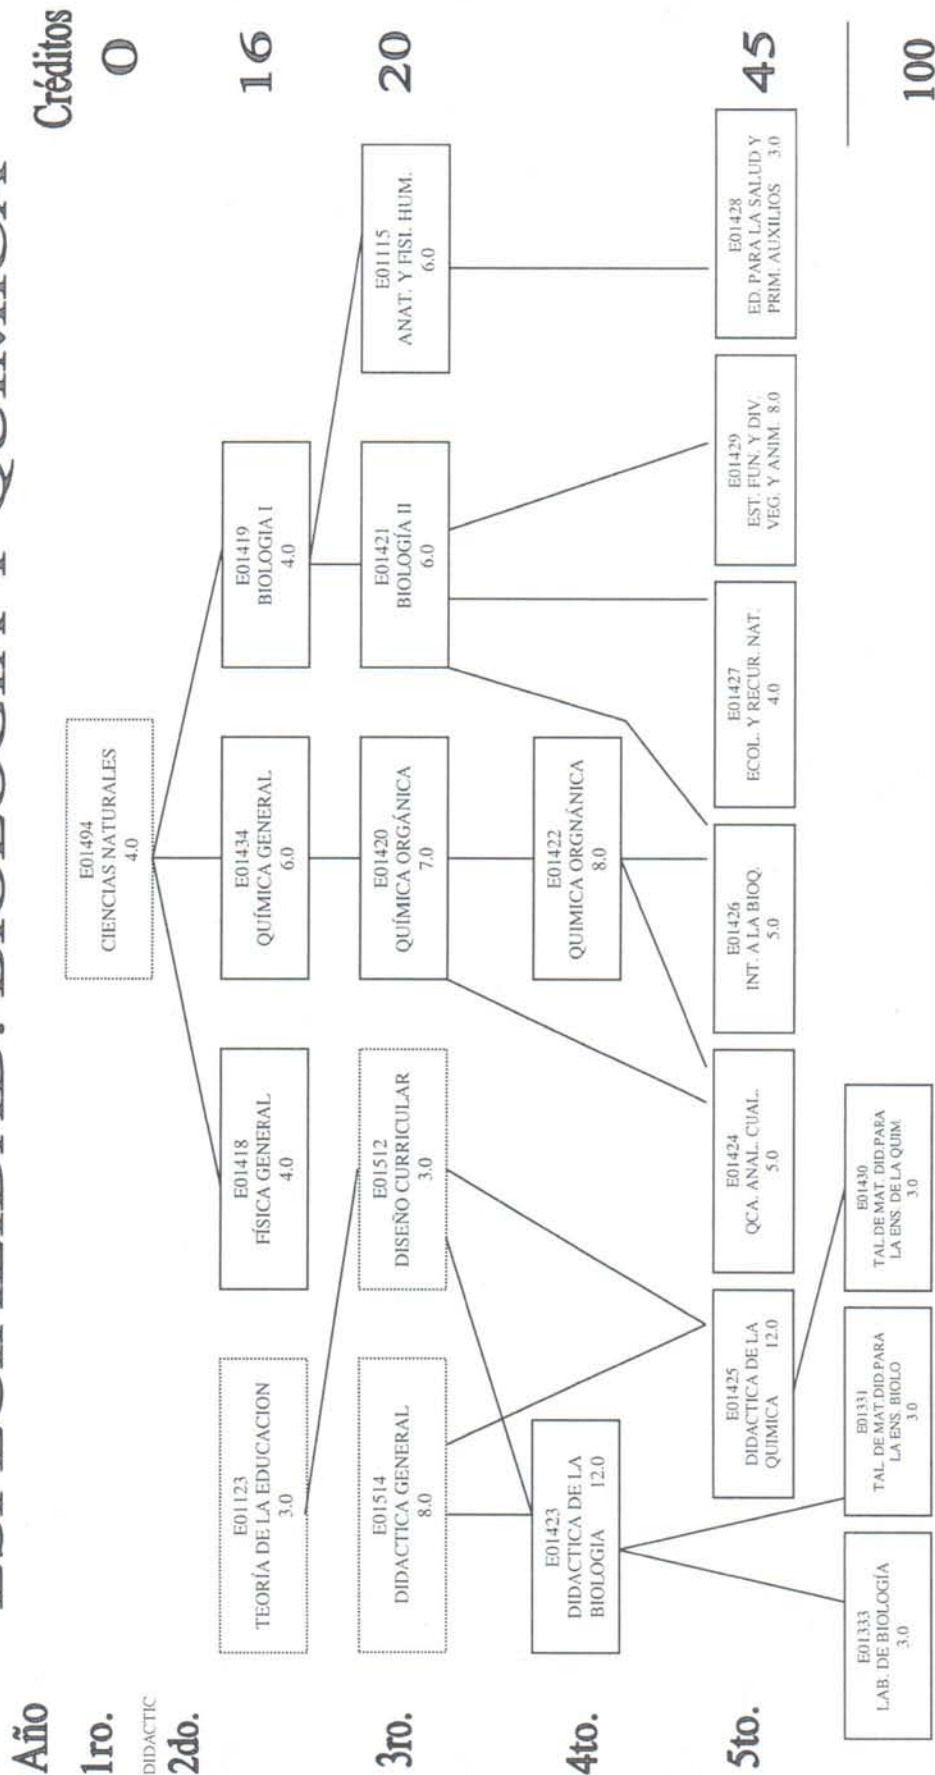 ESPECIALIDAD: BIOLOGIA Y QUIMICA
Año
Créditos
1ro.
E01494
CIENCIAS NATURALES
4.0
0
DIDACTIC
2do.
E01123
TEORÍA DE LA EDUCACION
3.0
E01418
FÍSICA GENERAL
4.0
E01434
QUÍMICA GENERAL
6.0
E01419
BIOLOGIA I
4.0
16
3ro.
E01514
DIDACTICA GENERAL
8.0
E01512
DISEÑO CURRICULAR
3.0
E01420
QUÍMICA ORGÁNICA
7.0
E01421
BIOLOGÍA II
6.0
E01115
ANAT. Y FISI. HUM.
6.0
20
4to.
E01423
DIDACTICA DE LA
BIOLOGIA 12.0
E01422
QUIMICA ORGNÁNICA
8.0
5to.
E01425
DIDACTICA DE LA
QUIMICA 12.0
E01424
QCA. ANAL. CUAL.
5.0
E01426
INT. A LA BIOQ.
5.0
E01427
ECOL. Y RECUR. NAT.
4.0
E01429
EST. FUN. Y DIV.
VEG. Y ANIM. 8.0
E01428
ED. PARA LA SALUD Y
PRIM. AUXILIOS 3.0
45
E01333
LAB. DE BIOLOGÍA
3.0
E01331
TAL. DE MAT.DID.PARA
LA ENS. BIOLO
3.0
E01430
TAL.DE MAT. DID.PARA
LA ENS. DE LA QUIM.
3.0
100